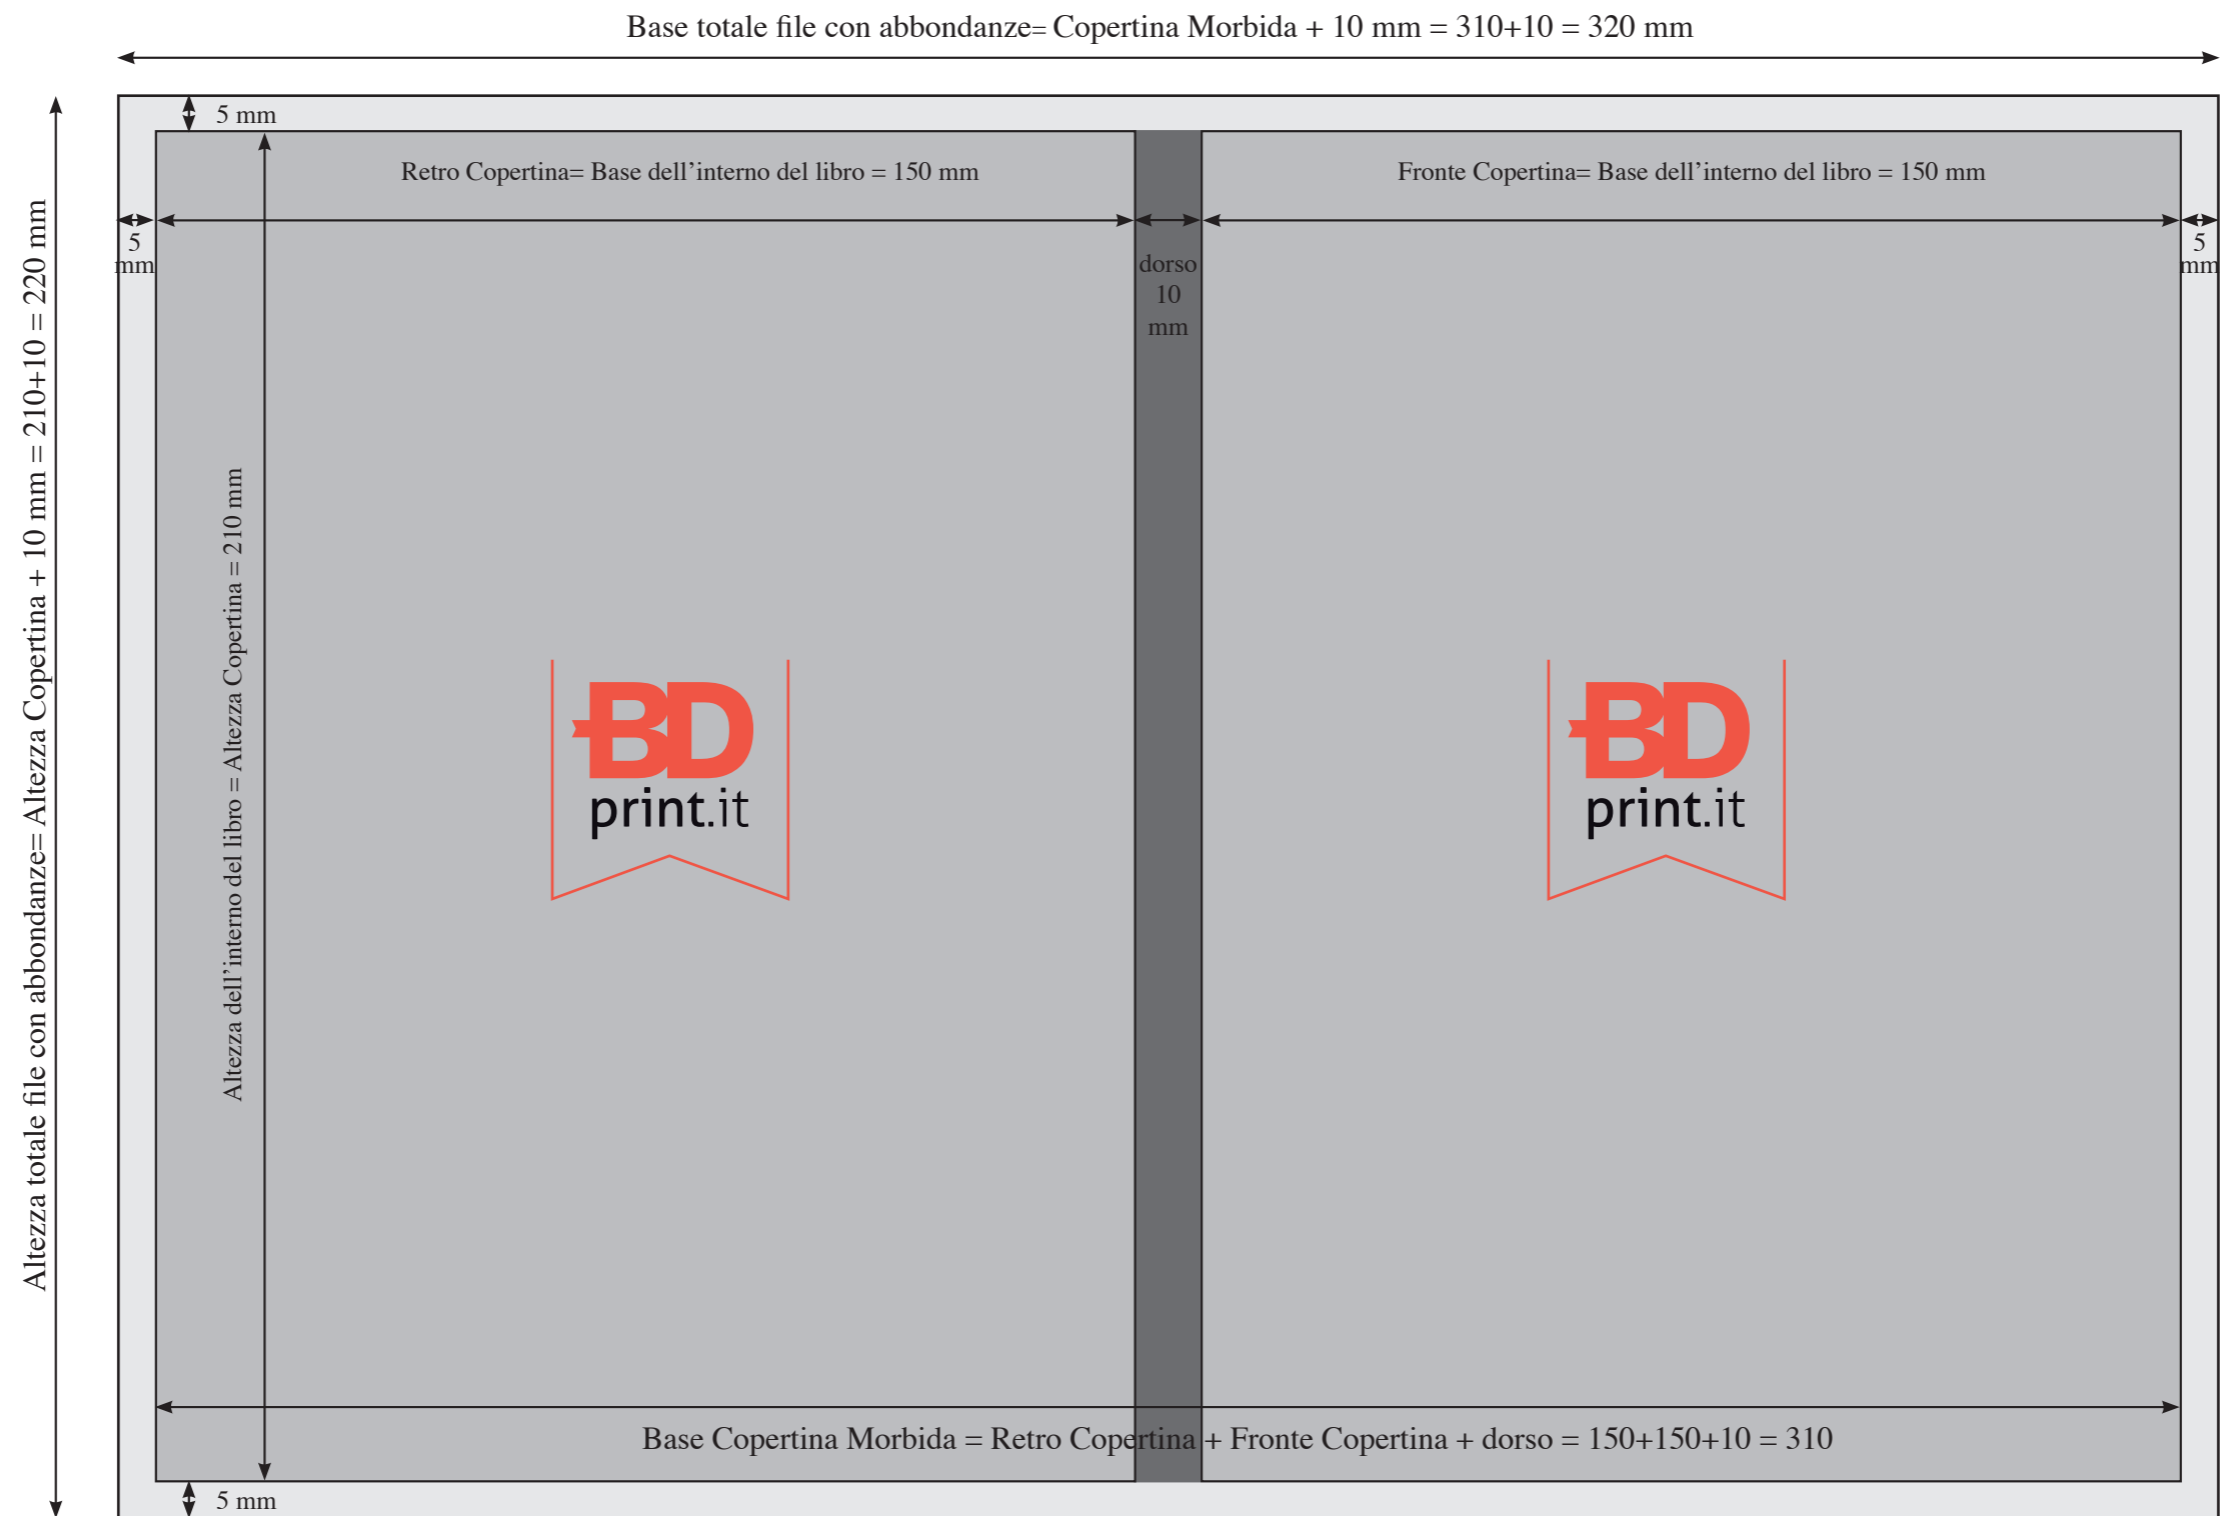 Base totale file con abbondanze= Copertina Morbida + 10 mm = 310+10 = 320 mm
5 mm
Retro Copertina= Base dell’interno del libro = 150 mm
Fronte Copertina= Base dell’interno del libro = 150 mm
5
mm
dorso
10
mm
5
mm
Altezza totale file con abbondanze= Altezza Copertina + 10 mm = 210+10 = 220 mm
Altezza dell’interno del libro = Altezza Copertina = 210 mm
BD
print.it
BD
print.it
Base Copertina Morbida = Retro Copertina + Fronte Copertina + dorso = 150+150+10 = 310
5 mm